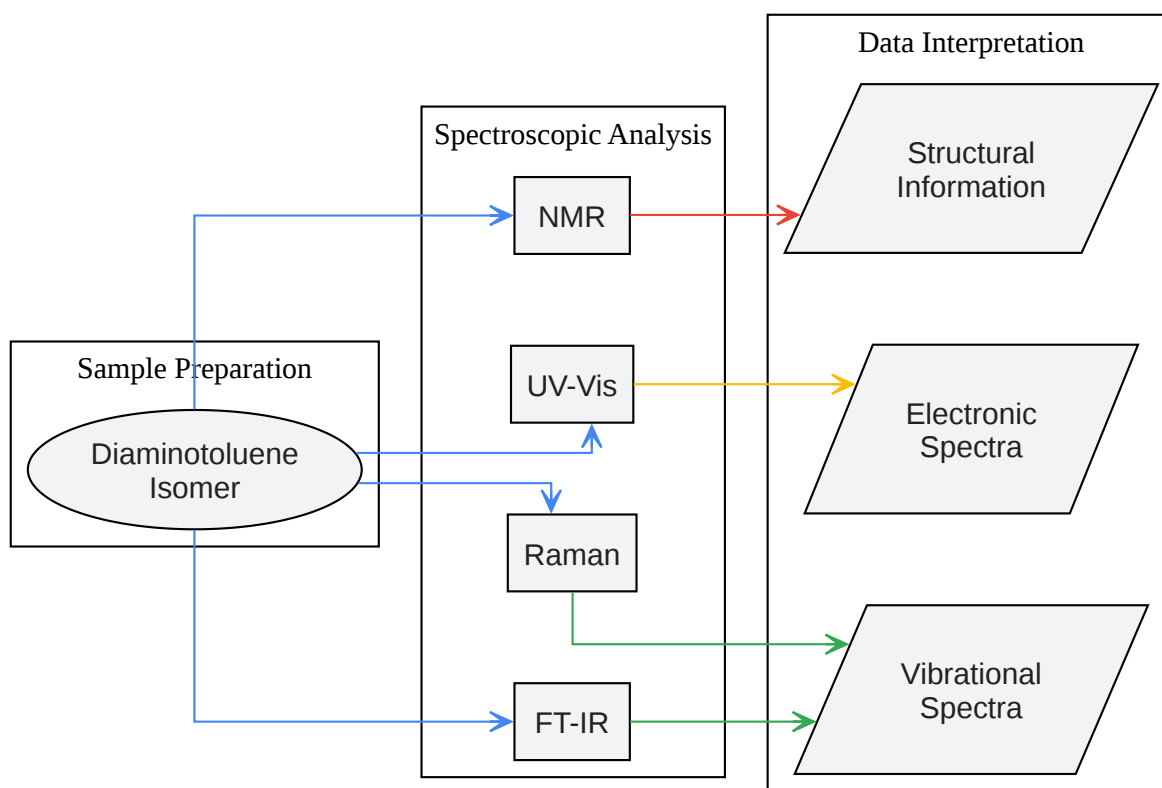 Sample Preparation
Diaminotoluene
Isomer
Spectroscopic Analysis
NMR
UV-Vis
Raman
FT-IR
Data Interpretation
Structural
Information
Electronic
Spectra
Vibrational
Spectra